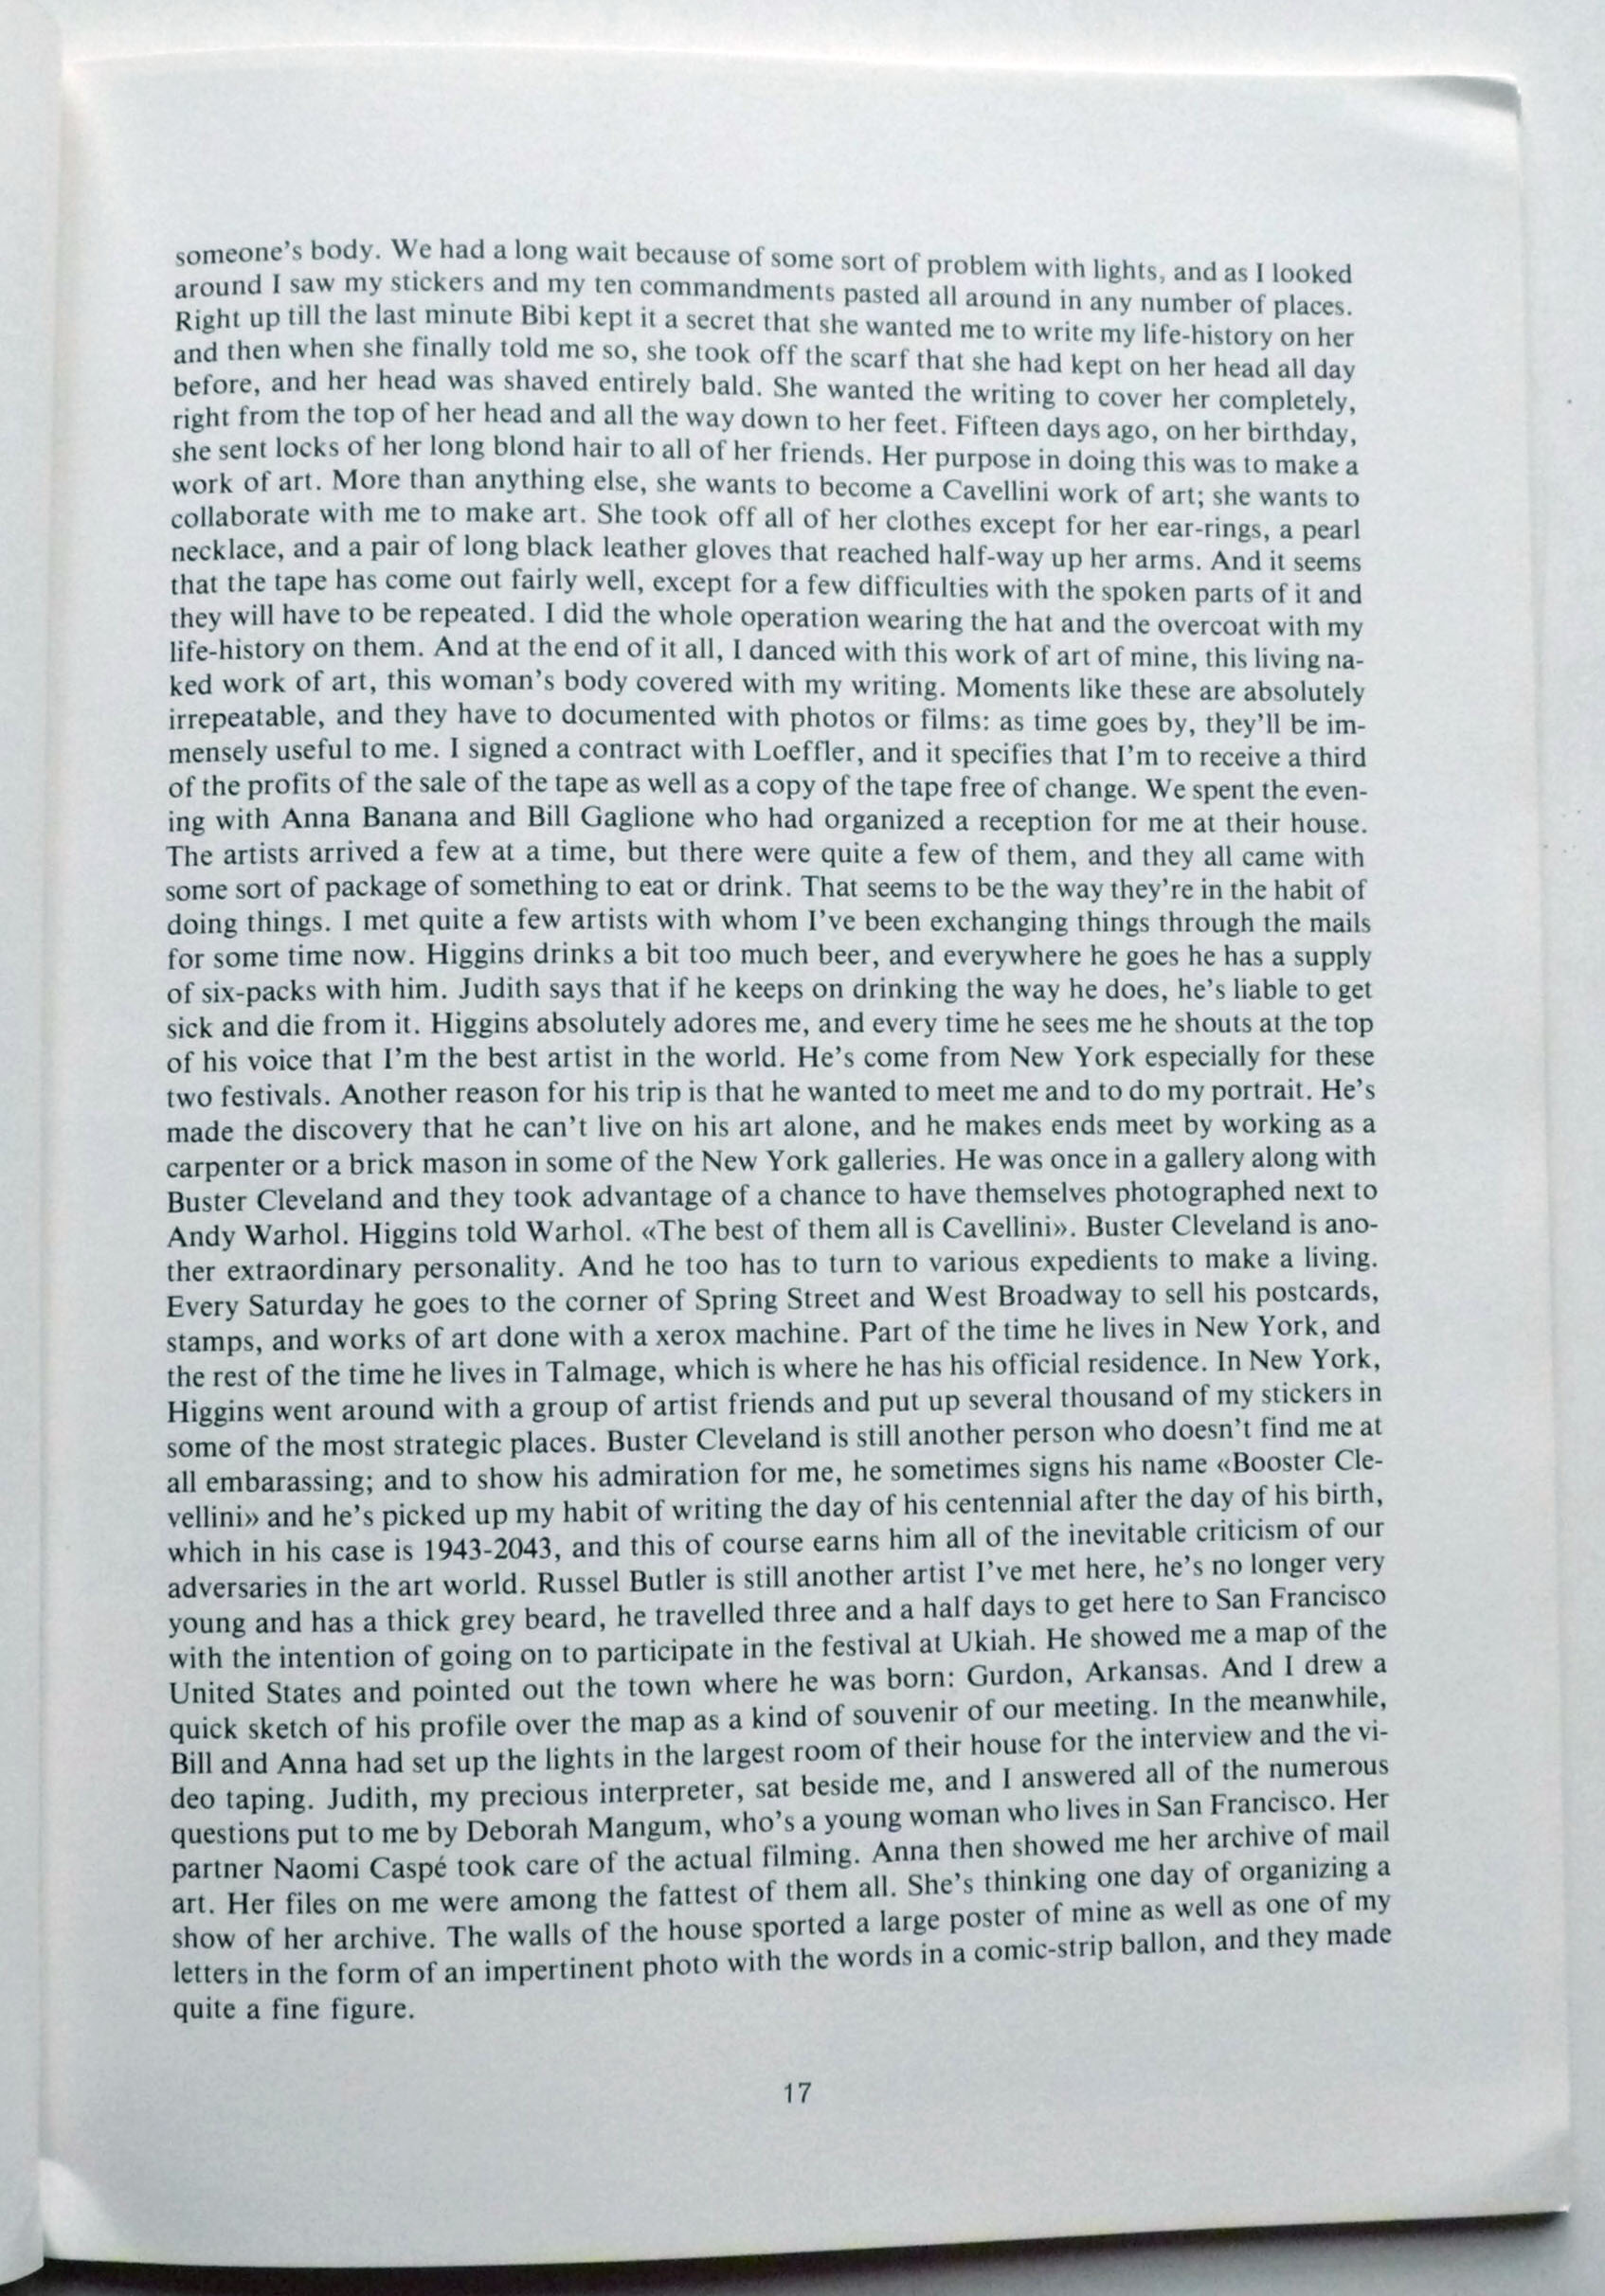 someone's body. We had a long wait because of some sort of problem with lights, and as I looked
around I saw my stickers and my ten commandments pasted all around in any number of places.
Right up till the last minute Bibi kept it a secret that she wanted me to write my life-history on her
and then when she finally told me so, she took off the scarf that she had kept on her head all day
before, and her head was shaved entirely bald. She wanted the writing to cover her completely,
right from the top of her head and all the way down to her feet. Fifteen days ago, on her birthday,
she sent locks of her long blond hair to all of her friends. Her purpose in doing this was to make a
work of art. More than anything else, she wants to become a Cavellini work of art; she wants to
collaborate with me to make art. She took off all of her clothes except for her ear-rings, a pearl
necklace, and a pair of long black leather gloves that reached half-way up her arms. And it seems
that the tape has come out fairly well, except for a few difficulties with the spoken parts of it and
they will have to be repeated. I did the whole operation wearing the hat and the overcoat with my
life-history on them. And at the end of it all, I danced with this work of art of mine, this living na-
ked work of art, this woman's body covered with my writing. Moments like these are absolutely
irrepeatable, and they have to documented with photos or films: as time goes by, they'll be im-
mensely useful to me. I signed a contract with Loeffler, and it specifies that I'm to receive a third
of the profits of the sale of the tape as well as a copy of the tape free of change. We spent the even-
ing with Anna Banana and Bill Gaglione who had organized a reception for me at their house.
The artists arrived a few at a time, but there were quite a few of them, and they all came with
some sort of package of something to eat or drink. That seems to be the way they're in the habit of
doing things. I met quite a few artists with whom I've been exchanging things through the mails
for some time now. Higgins drinks a bit too much beer, and everywhere he goes he has a supply
of six-packs with him. Judith says that if he keeps on drinking the way he does, he's liable to get
sick and die from it. Higgins absolutely adores me, and every time he sees me he shouts at the top
of his voice that I'm the best artist in the world. He's come from New York especially for these
two festivals. Another reason for his trip is that he wanted to meet me and to do my portrait. He's
made the discovery that he can't live on his art alone, and he makes ends meet by working as a
carpenter or a brick mason in some of the New York galleries. He was once in a gallery along with
Buster Cleveland and they took advantage of a chance to have themselves photographed next to
Andy Warhol. Higgins told Warhol. «The best of them all is Cavellini». Buster Cleveland is ano-
ther extraordinary personality. And he too has to turn to various expedients to make a living.
Every Saturday he goes to the corner of Spring Street and West Broadway to sell his postcards,
stamps, and works of art done with a xerox machine. Part of the time he lives in New York, and
the rest of the time he lives in Talmage, which is where he has his official residence. In New York,
Higgins went around with a group of artist friends and put up several thousand of my stickers in
some of the most strategic places. Buster Cleveland is still another person who doesn't find me at
all embarassing; and to show his admiration for me, he sometimes signs his name «Booster Cle-
vellini» and he's picked up my habit of writing the day of his centennial after the day of his birth,
which in his case is 1943-2043, and this of course earns him all of the inevitable criticism of our
adversaries in the art world. Russel Butler is still another artist I've met here, he's no longer very
young and has a thick grey beard, he travelled three and a half days to get here to San Francisco
with the intention of going on to participate in the festival at Ukiah. He showed me a map of the
United States and pointed out the town where he was born: Gurdon, Arkansas. And I drew a
quick sketch of his profile over the map as a kind of souvenir of our meeting. In the meanwhile,
Bill and Anna had set up the lights in the largest room of their house for the interview and the vi-
deo taping. Judith, my precious interpreter, sat beside me, and I answered all of the numerous
questions put to me by Deborah Mangum, who's a young woman who lives in San Francisco. Her
partner Naomi Caspé took care of the actual filming. Anna then showed me her archive of mail
art. Her files on me were among the fattest of them all. She's thinking one day of organizing a
show of her archive. The walls of the house sported a large poster of mine as well as one of my
letters in the form of an impertinent photo with the words in a comic-strip ballon, and they made
quite a fine figure.
17